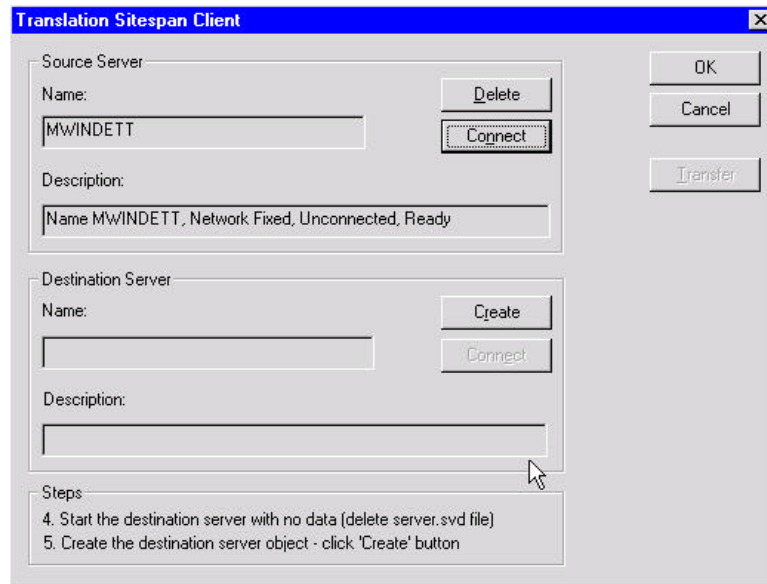 Translation Sitespan Client
Source Server
OK
Name:
Delete
MWINDETT
Connect
Cancel
Description:
Transfer
Name MWINDETT, Network Fixed, Unconnected, Ready
Destination Server
Name:
Create
Connect
Description:
Steps
4. Start the destination server with no data (delete server.svd file)
5. Create the destination server object - click 'Create' button